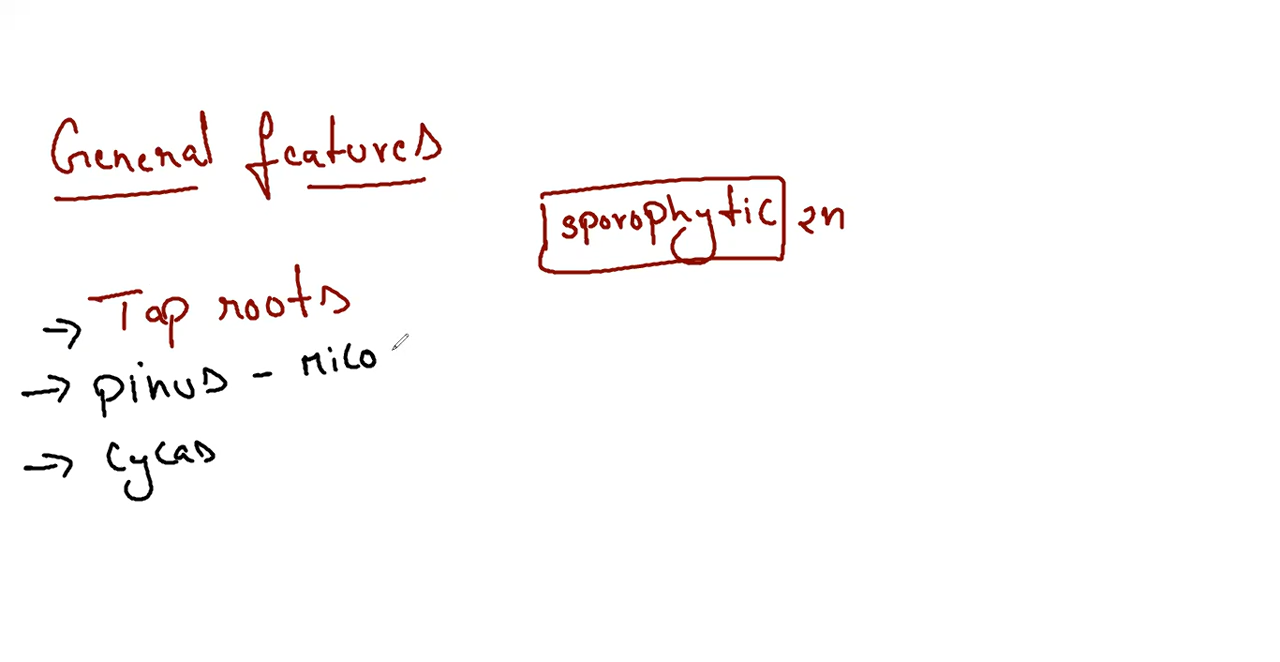 General features
sporophytic 2n
→ Tap roots
→ pinus - Mico
→ Cycas